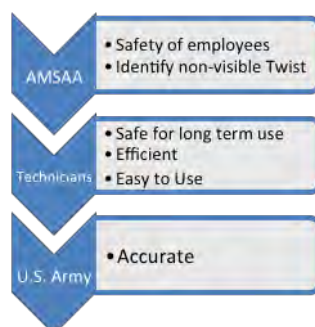 AMSAA
• Safety of employees
• Identify non-visible Twist
Technicians
• Safe for long term use
• Efficient
• Easy to Use
U.S. Army
• Accurate